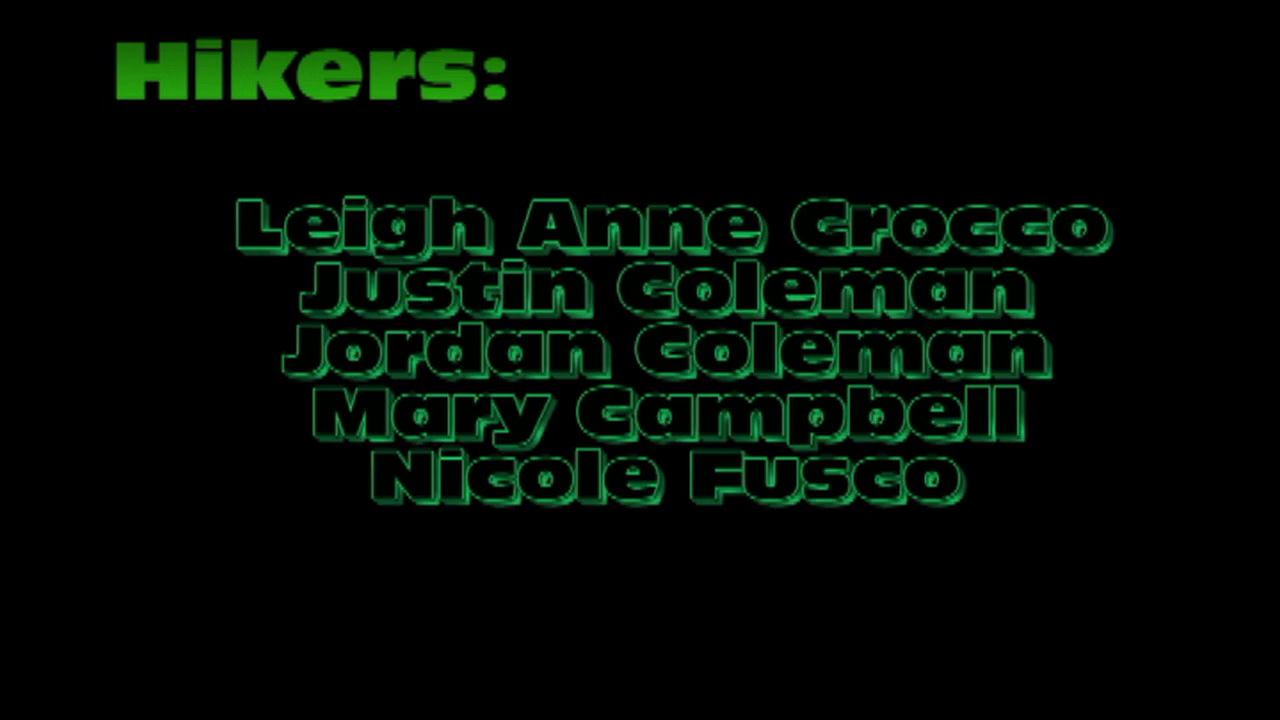 Hikers:
Leigh Anne Crocco
Justin Coleman
Jordan Coleman
Mary Campbell
Nicole Fusco